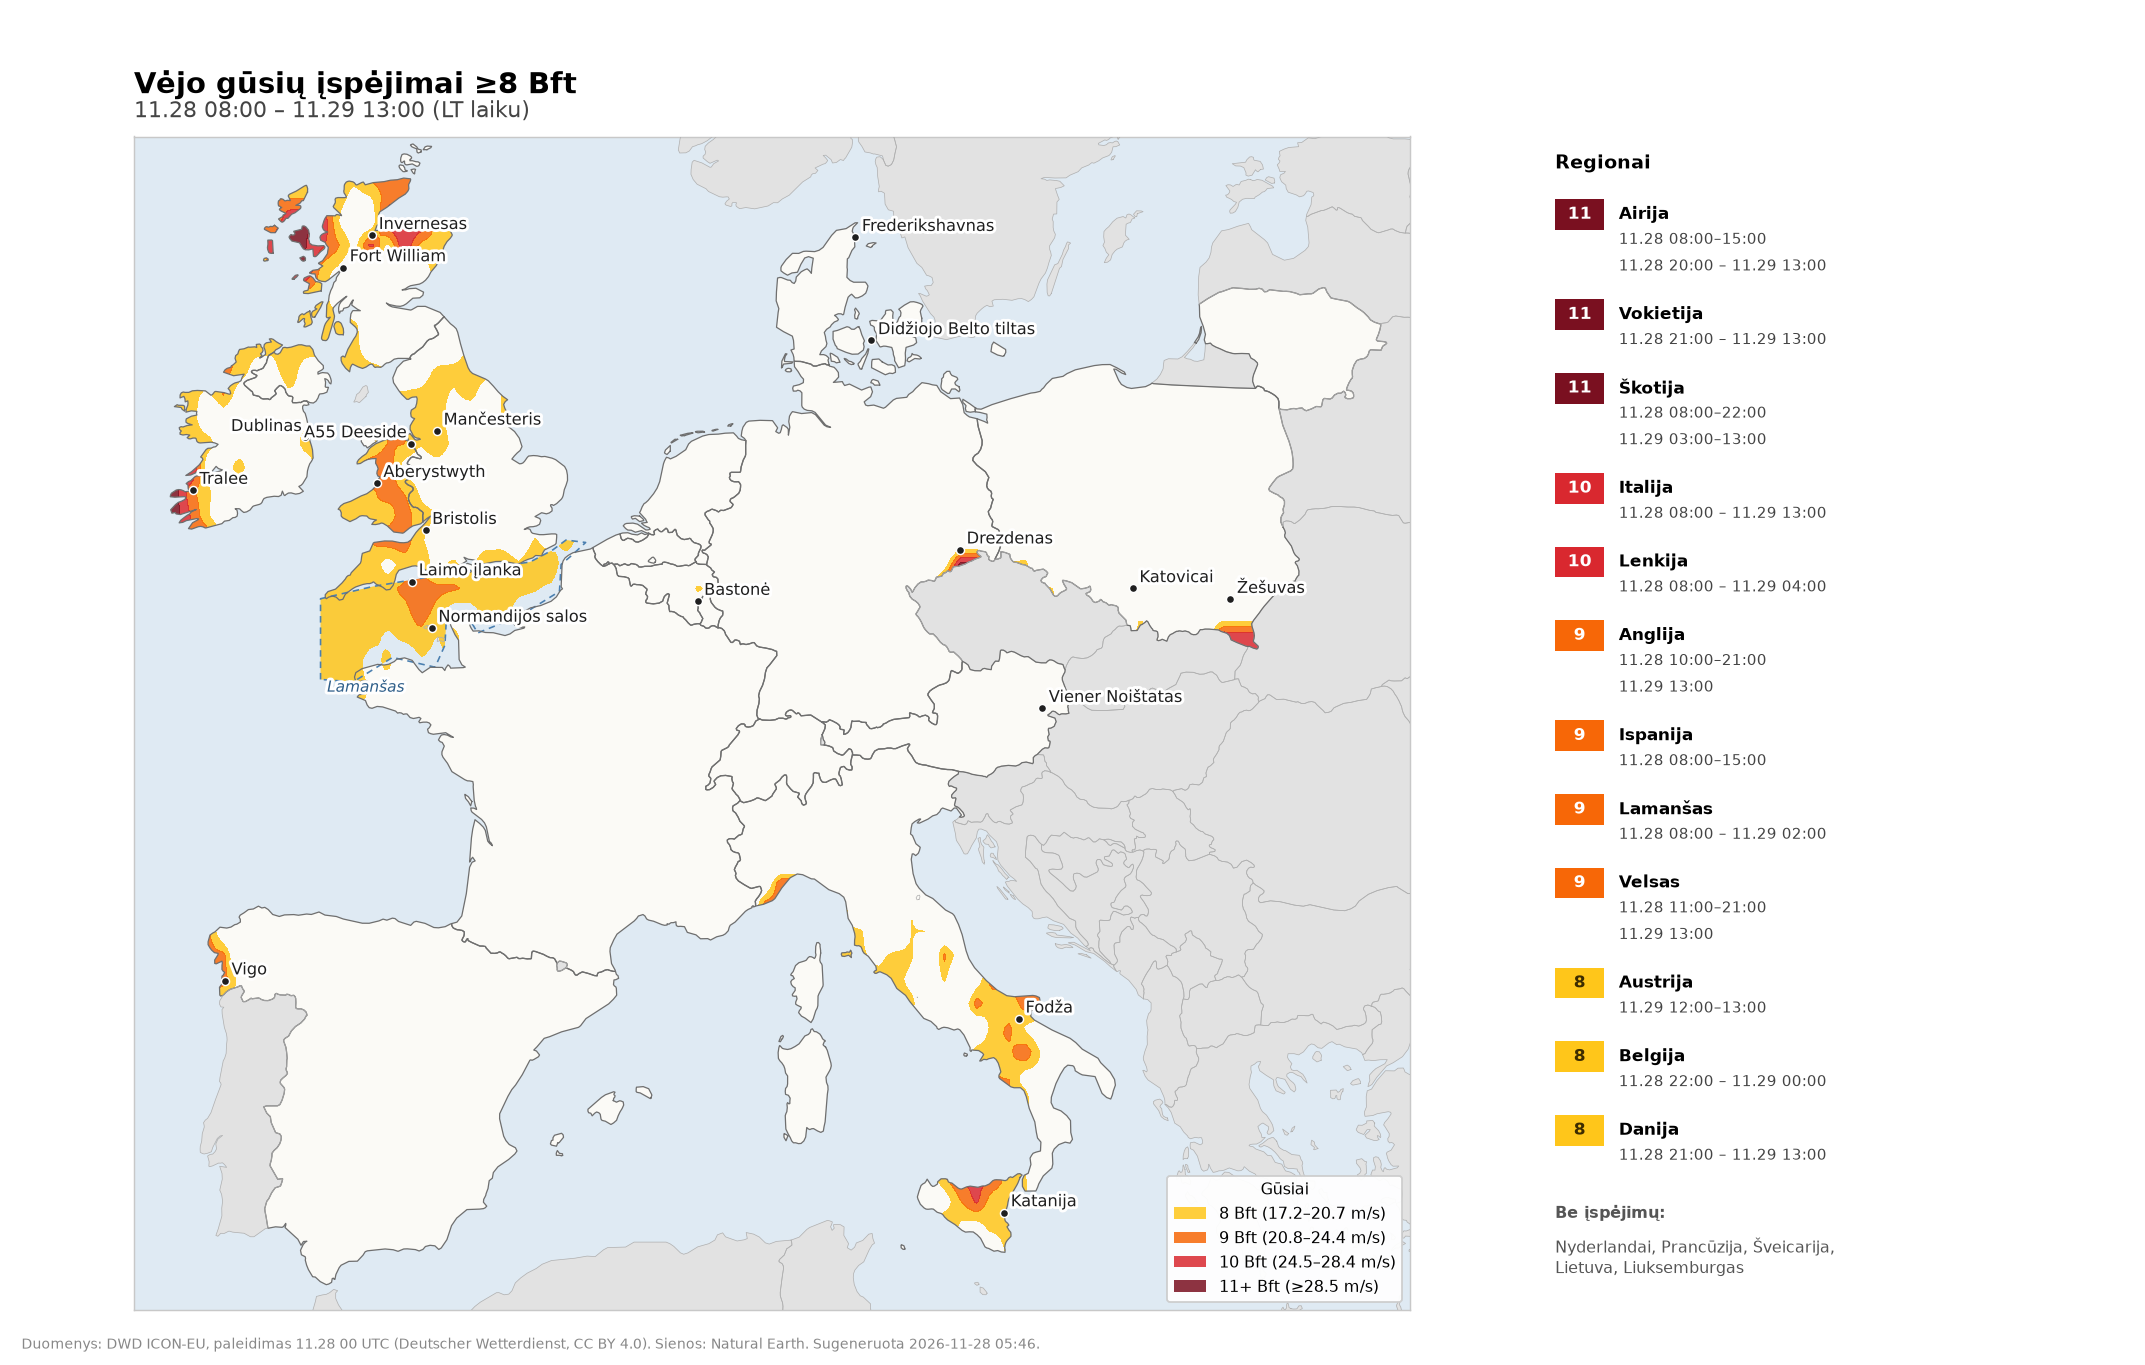 Vėjo gūsių įspėjimai ≥8 Bft
11.28 08:00 – 11.29 13:00 (LT laiku)
Invernesas
Fort William
Frederikshavnas
Didžiojo Belto tiltas
Dublinas
A55 Deeside
Mančesteris
Aberystwyth
Tralee
Bristolis
Drezdenas
Laimo įlanka
Katovicai
Žešuvas
Bastonė
Normandijos salos
Lamanšas
Viener Noištatas
Vigo
Fodža
Katanija
Gūsiai
8 Bft (17.2–20.7 m/s)
9 Bft (20.8–24.4 m/s)
10 Bft (24.5–28.4 m/s)
11+ Bft (≥28.5 m/s)
Regionai
11 Airija
11.28 08:00–15:00
11.28 20:00 – 11.29 13:00
11 Vokietija
11.28 21:00 – 11.29 13:00
11 Škotija
11.28 08:00–22:00
11.29 03:00–13:00
10 Italija
11.28 08:00 – 11.29 13:00
10 Lenkija
11.28 08:00 – 11.29 04:00
9 Anglija
11.28 10:00–21:00
11.29 13:00
9 Ispanija
11.28 08:00–15:00
9 Lamanšas
11.28 08:00 – 11.29 02:00
9 Velsas
11.28 11:00–21:00
11.29 13:00
8 Austrija
11.29 12:00–13:00
8 Belgija
11.28 22:00 – 11.29 00:00
8 Danija
11.28 21:00 – 11.29 13:00
Be įspėjimų:
Nyderlandai, Prancūzija, Šveicarija,
Lietuva, Liuksemburgas
Duomenys: DWD ICON-EU, paleidimas 11.28 00 UTC (Deutscher Wetterdienst, CC BY 4.0). Sienos: Natural Earth. Sugeneruota 2026-11-28 05:46.